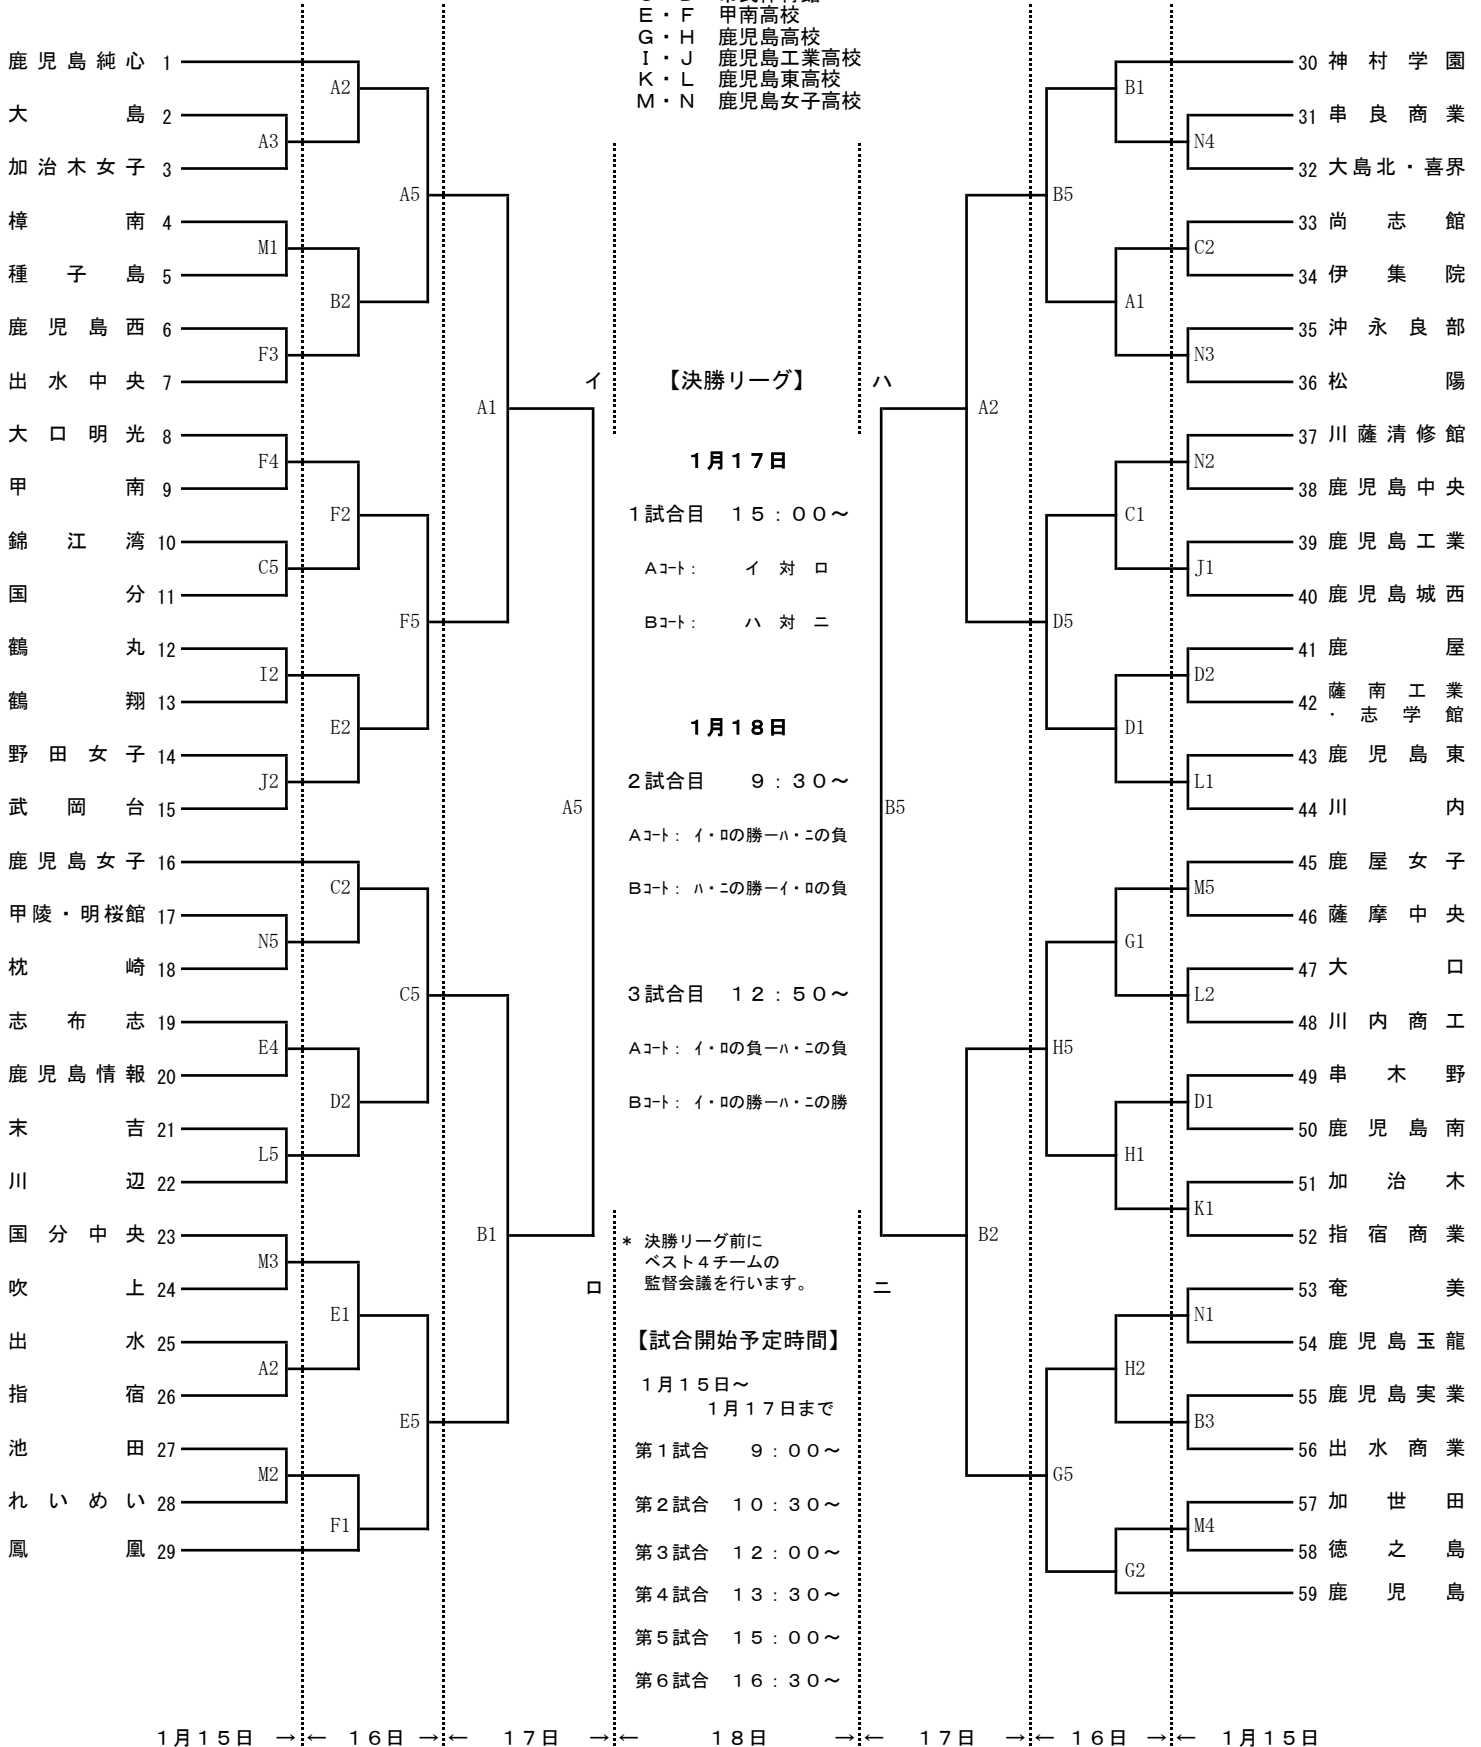 E・F 甲南高校
G・H 鹿児島高校
I・J 鹿児島工業高校
K・L 鹿児島東高校
M・N 鹿児島女子高校
鹿児島純心 1
大島 2
加治木女子 3
樟南 4
種子島 5
鹿児島西 6
出水中央 7
大口明光 8
甲南 9
錦江湾 10
国分 11
鶴丸 12
鶴翔 13
野田女子 14
武岡台 15
鹿児島女子 16
甲陵・明桜館 17
枕崎 18
志布志 19
鹿児島情報 20
末吉 21
川辺 22
国分中央 23
吹上 24
出水 25
指宿 26
池田 27
れいめい 28
鳳凰 29
A3
M1
F3
F4
C5
I2
J2
N5
E4
L5
M3
A2
M2
A2
B2
F2
E2
C2
D2
E1
F1
A5
F5
C5
E5
A1
B1
A5
イ
ロ
【決勝リーグ】
1月17日
1試合目 15:00～
Aコート: イ 対 ロ
Bコート: ハ 対 ニ
1月18日
2試合目 9:30～
Aコート: イ・ロの勝ーハ・ニの負
Bコート: ハ・ニの勝ーイ・ロの負
3試合目 12:50～
Aコート: イ・ロの負ーハ・ニの負
Bコート: イ・ロの勝ーハ・ニの勝
* 決勝リーグ前に
ベスト4チームの
監督会議を行います。
【試合開始予定時間】
1月15日～
1月17日まで
第1試合 9:00～
第2試合 10:30～
第3試合 12:00～
第4試合 13:30～
第5試合 15:00～
第6試合 16:30～
ハ
ニ
B5
A2
B2
B5
D5
H5
G5
B1
A1
C1
D1
G1
H1
H2
G2
N4
C2
N3
N2
J1
D2
L1
M5
L2
D1
K1
N1
B3
M4
30 神村学園
31 串良商業
32 大島北・喜界
33 尚志館
34 伊集院
35 沖永良部
36 松陽
37 川薩清修館
38 鹿児島中央
39 鹿児島工業
40 鹿児島城西
41 鹿屋
42 薩南工業
・志学館
43 鹿児島東
44 川内
45 鹿屋女子
46 薩摩中央
47 大口
48 川内商工
49 串木野
50 鹿児島南
51 加治木
52 指宿商業
53 奄美
54 鹿児島玉龍
55 鹿児島実業
56 出水商業
57 加世田
58 徳之島
59 鹿児島
1月15日 →← 16日 →← 17日 →← 18日 →← 17日 →← 16日 →← 1月15日